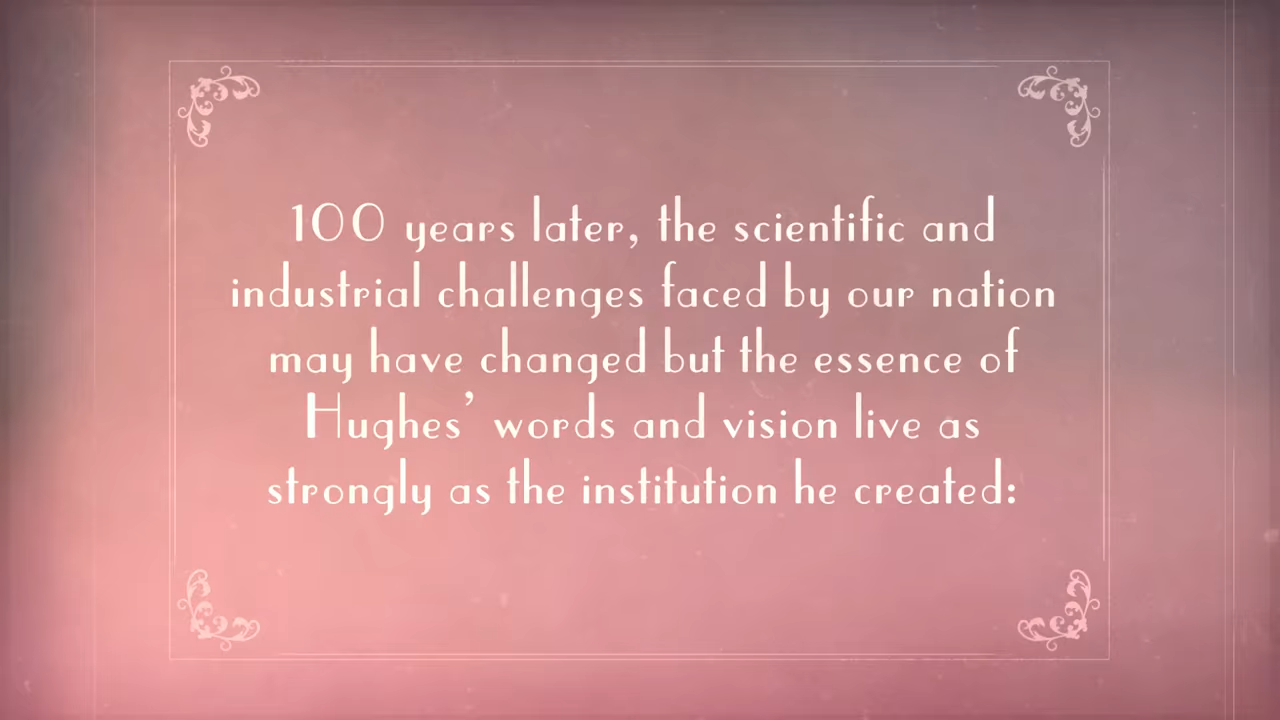 100 years later, the scientific and
industrial challenges faced by our nation
may have changed but the essence of
Hughes’ words and vision live as
strongly as the institution he created: